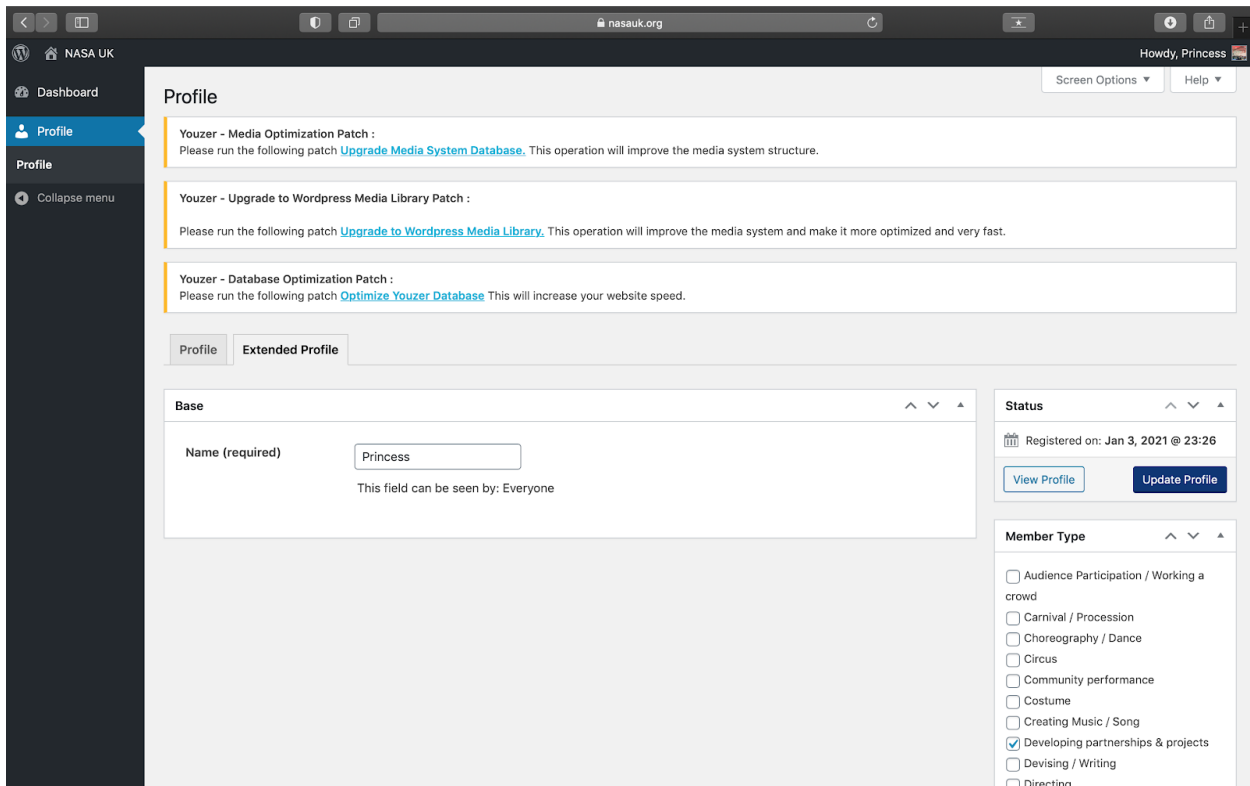 nasauk.org
NASA UK
Howdy, Princess
Dashboard
Profile
Profile
Collapse menu
Screen Options ▼
Help ▼
Profile
Youzer - Media Optimization Patch :
Please run the following patch Upgrade Media System Database. This operation will improve the media system structure.
Youzer - Upgrade to Wordpress Media Library Patch :
Please run the following patch Upgrade to Wordpress Media Library. This operation will improve the media system and make it more optimized and very fast.
Youzer - Database Optimization Patch :
Please run the following patch Optimize Youzer Database This will increase your website speed.
Profile
Extended Profile
Base
Name (required)
Princess
This field can be seen by: Everyone
Status
Registered on: Jan 3, 2021 @ 23:26
View Profile
Update Profile
Member Type
Audience Participation / Working a
crowd
Carnival / Procession
Choreography / Dance
Circus
Community performance
Costume
Creating Music / Song
Developing partnerships & projects
Devising / Writing
Directing